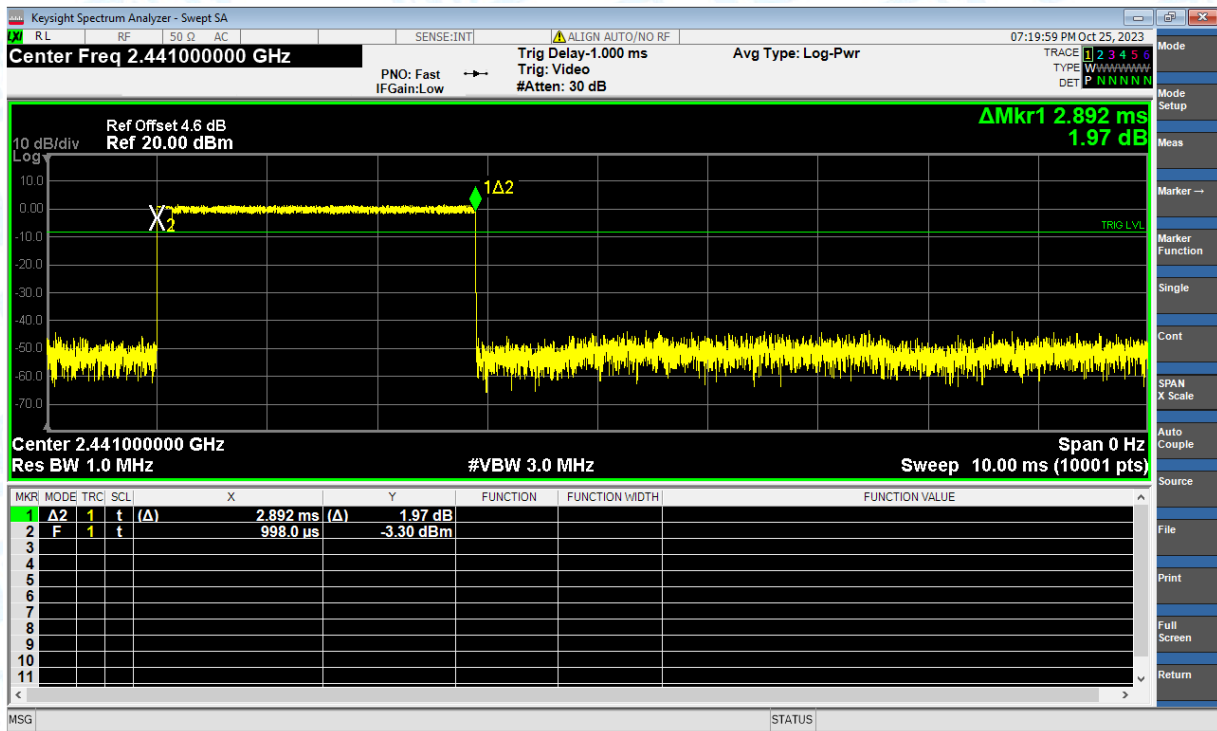 Keysight Spectrum Analyzer - Swept SA
LXI RL RF 50 Ω AC SENSE:INT ALIGN AUTO/NO RF 07:19:59 PM Oct 25, 2023
Center Freq 2.441000000 GHz
PNO: Fast
IFGain:Low
Trig Delay-1.000 ms
Trig: Video
#Atten: 30 dB
Avg Type: Log-Pwr
TRACE 1 2 3 4 5 6
TYPE WWWWWW
DET P N N N N N
ΔMkr1 2.892 ms
1.97 dB
Ref Offset 4.6 dB
10 dB/div Ref 20.00 dBm
Log
10.0
0.00
-10.0
-20.0
-30.0
-40.0
-50.0
-60.0
-70.0
1Δ2
X2
TRIG LVL
Center 2.441000000 GHz Span 0 Hz
Res BW 1.0 MHz #VBW 3.0 MHz Sweep 10.00 ms (10001 pts)
MKR MODE TRC SCL X Y FUNCTION FUNCTION WIDTH FUNCTION VALUE
1 Δ2 1 t (Δ) 2.892 ms (Δ) 1.97 dB
2 F 1 t 998.0 µs -3.30 dBm
3
4
5
6
7
8
9
10
11
MSG STATUS
Mode
Mode
Setup
Meas
Marker →
Marker
Function
Single
Cont
SPAN
X Scale
Auto
Couple
Source
File
Print
Full
Screen
Return